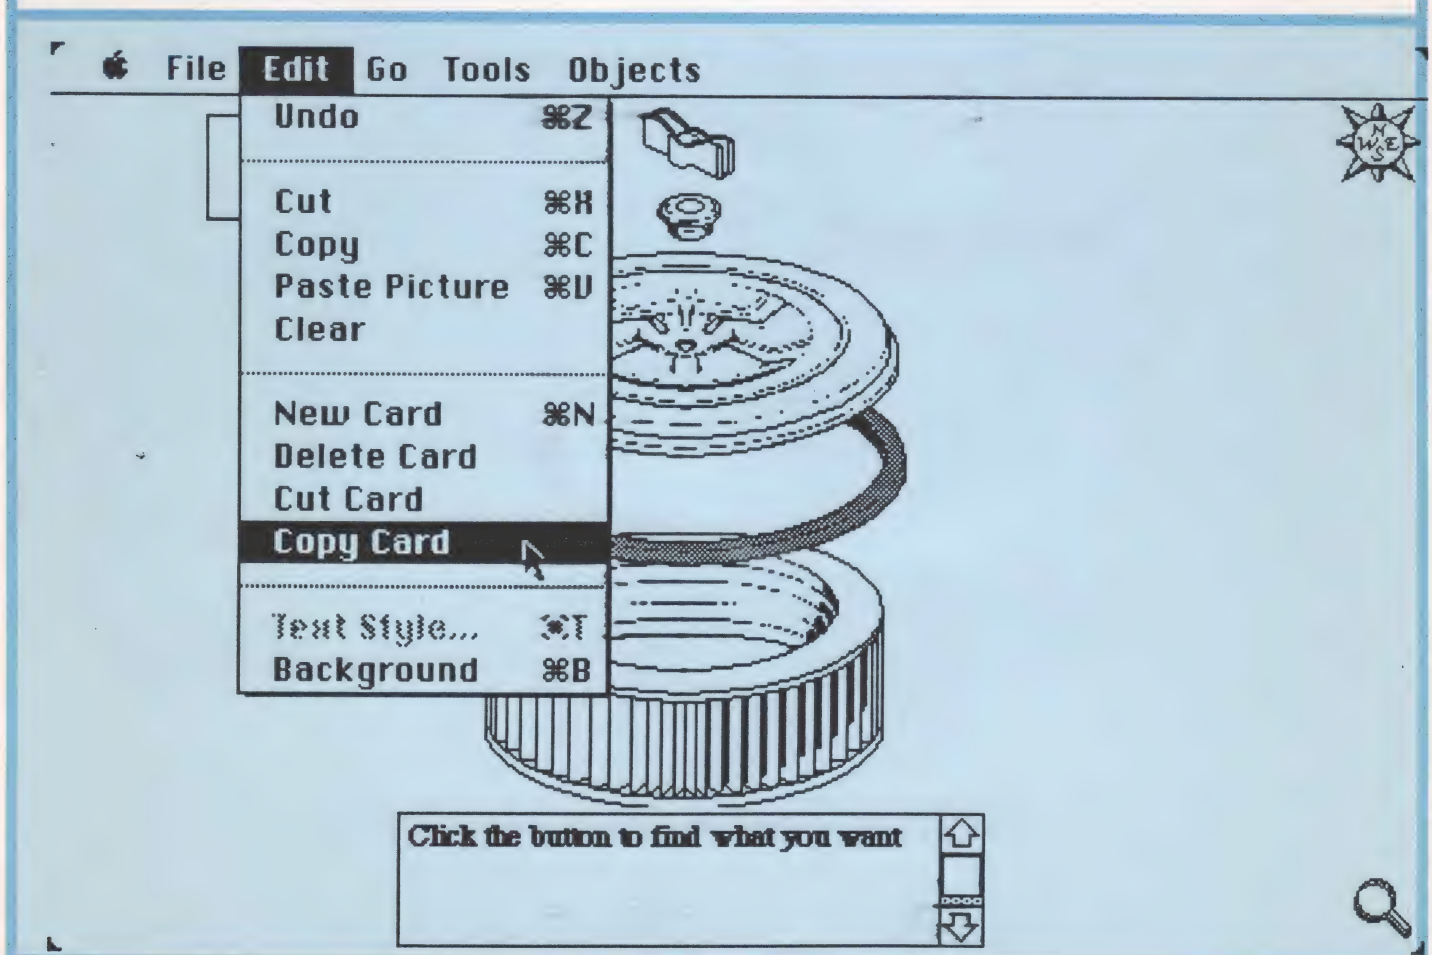 File Edit Go Tools Objects
Undo ⌘Z
Cut ⌘X
Copy ⌘C
Paste Picture ⌘V
Clear
New Card ⌘N
Delete Card
Cut Card
Copy Card
Text Style... ⌘T
Background ⌘B
N
W E
S
Click the button to find what you want